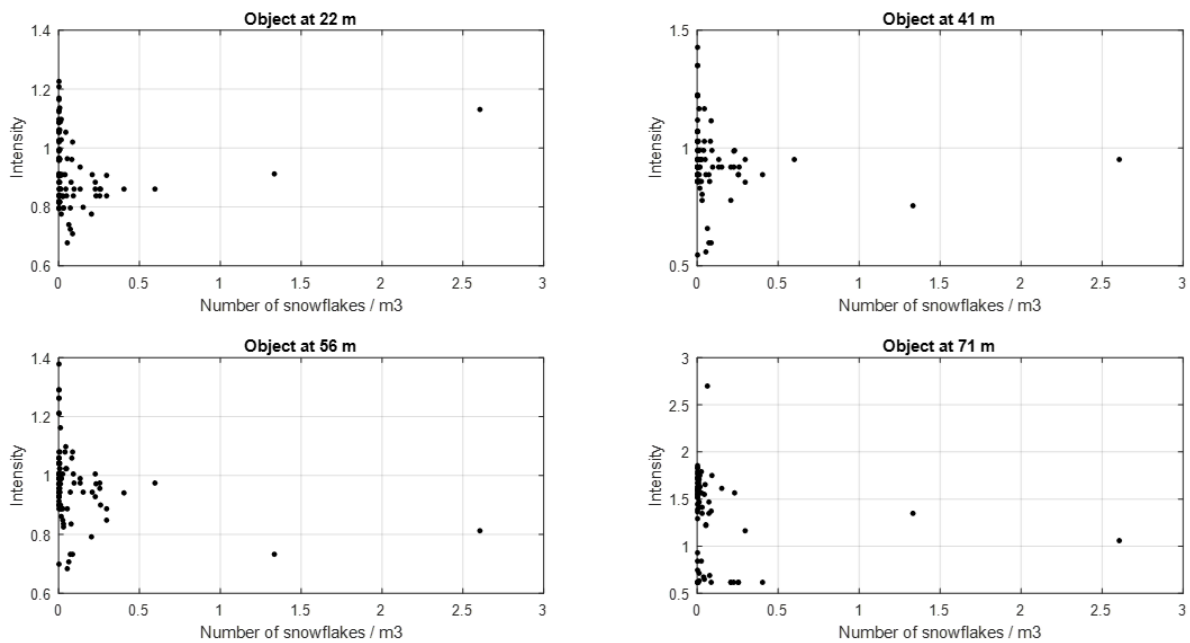 Object at 22 m
1.4
1.2
1
0.8
0.6
Intensity
0 0.5 1 1.5 2 2.5 3
Number of snowflakes / m3
Object at 41 m
1.5
1
0.5
Intensity
0 0.5 1 1.5 2 2.5 3
Number of snowflakes / m3
Object at 56 m
1.4
1.2
1
0.8
0.6
Intensity
0 0.5 1 1.5 2 2.5 3
Number of snowflakes / m3
Object at 71 m
3
2.5
2
1.5
1
0.5
Intensity
0 0.5 1 1.5 2 2.5 3
Number of snowflakes / m3